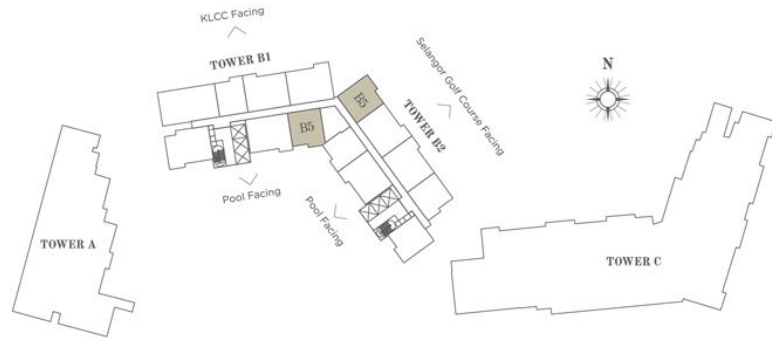 KLCC Facing
TOWER B1
Selangor Golf Course Facing
N
B5
B5
TOWER B2
Pool Facing
Pool Facing
TOWER A
TOWER C